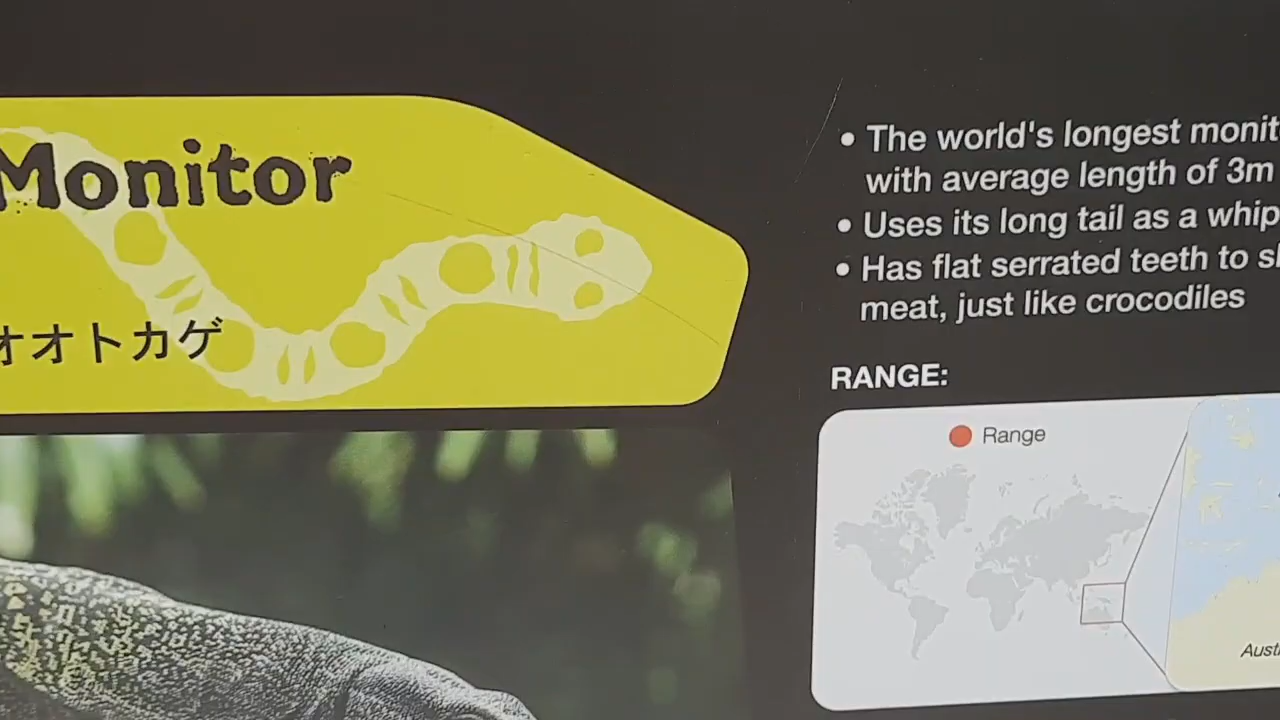 Monitor
オオトカゲ
• The world's longest monit
with average length of 3m
• Uses its long tail as a whip
• Has flat serrated teeth to sl
meat, just like crocodiles
RANGE:
Range
Aust